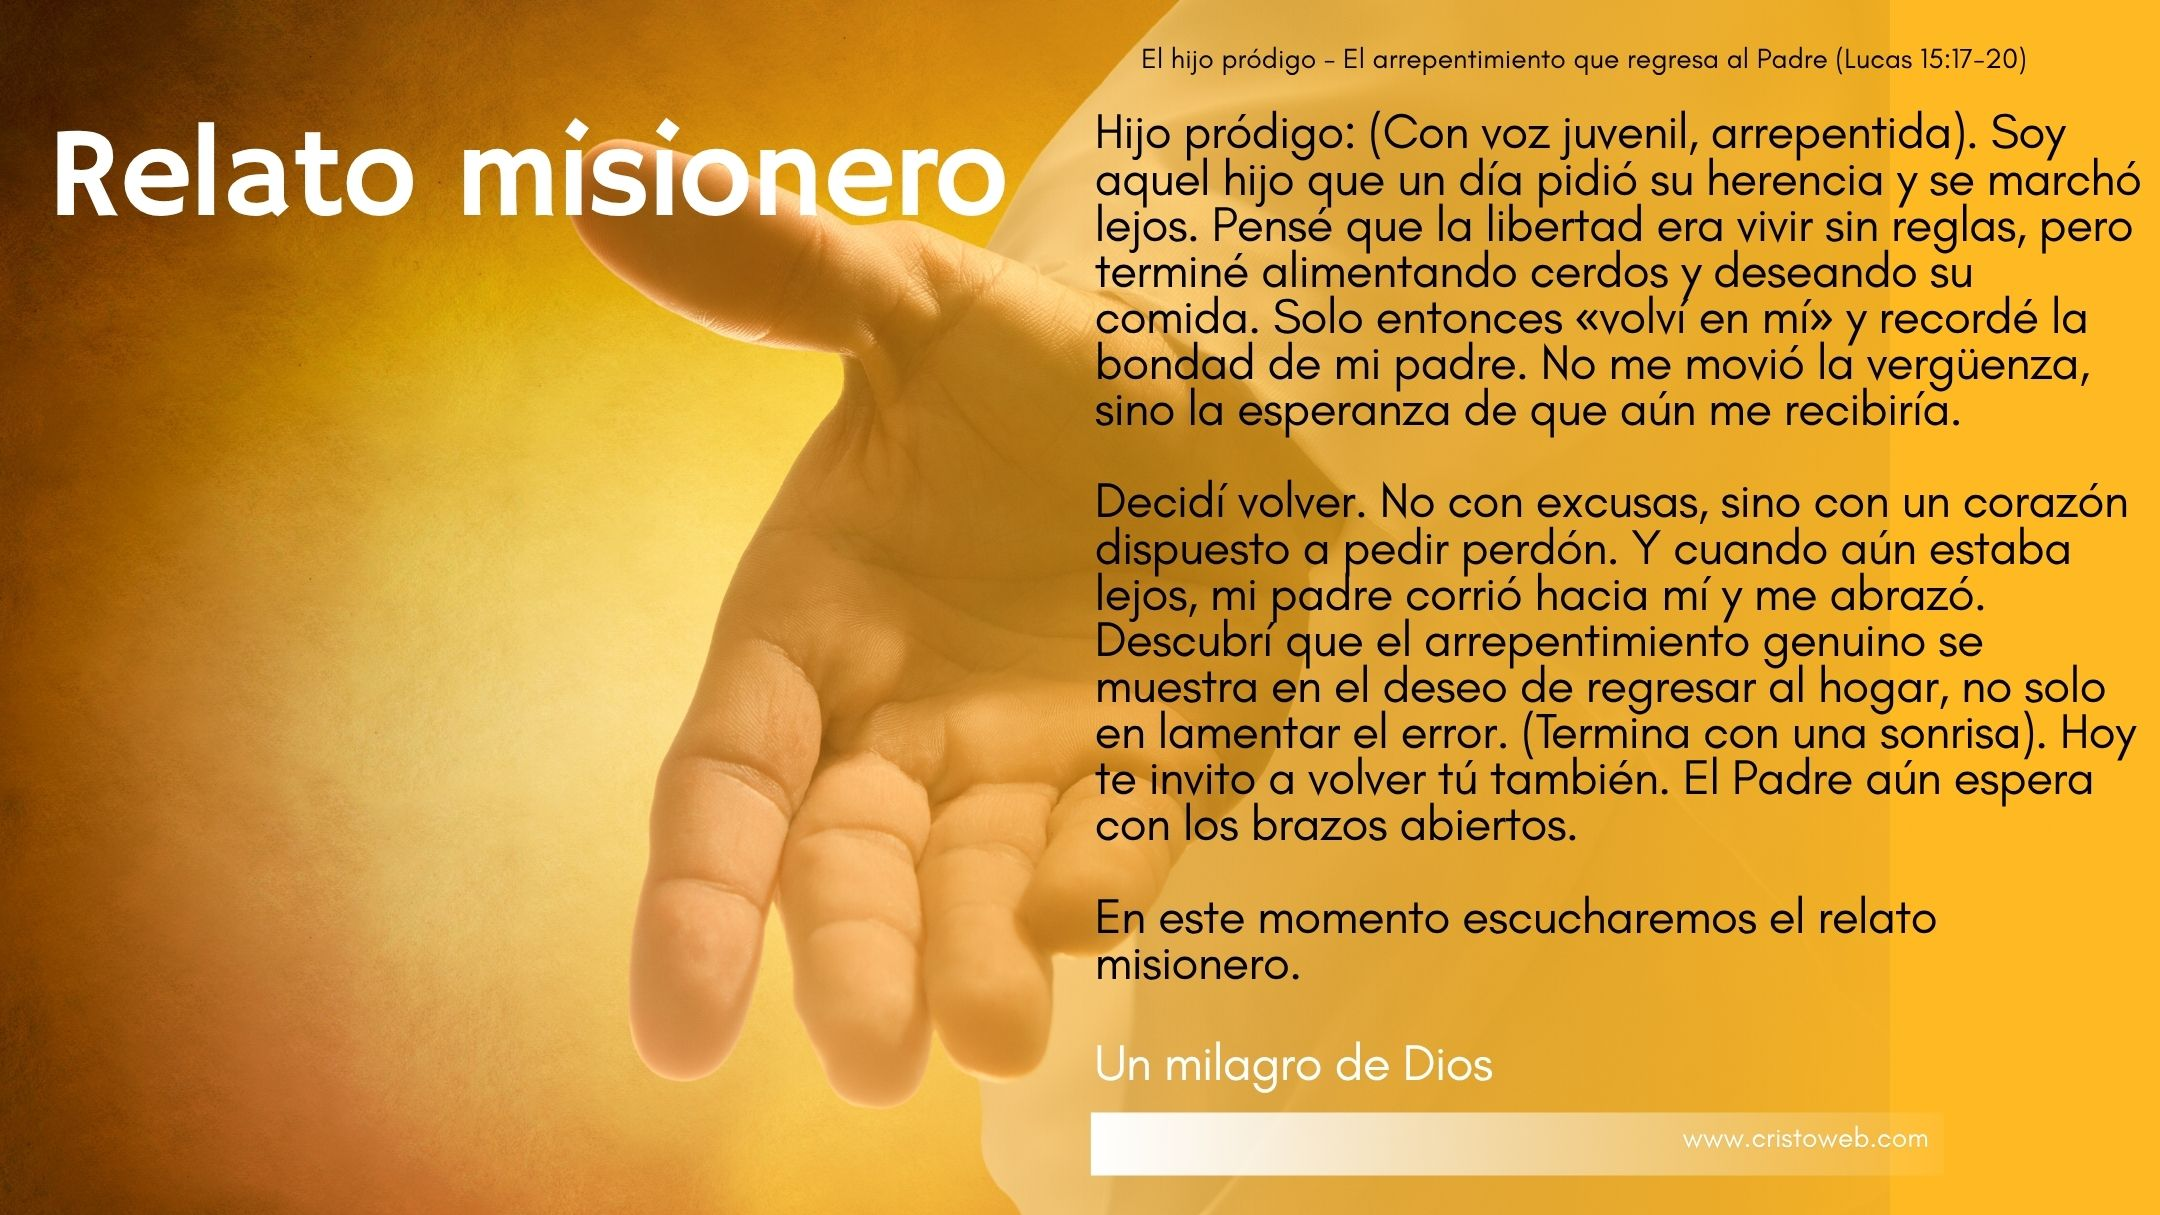 Relato misionero
El hijo pródigo - El arrepentimiento que regresa al Padre (Lucas 15:17-20)
Hijo pródigo: (Con voz juvenil, arrepentida). Soy
aquel hijo que un día pidió su herencia y se marchó
lejos. Pensé que la libertad era vivir sin reglas, pero
terminé alimentando cerdos y deseando su
comida. Solo entonces «volví en mí» y recordé la
bondad de mi padre. No me movió la vergüenza,
sino la esperanza de que aún me recibiría.
Decidí volver. No con excusas, sino con un corazón
dispuesto a pedir perdón. Y cuando aún estaba
lejos, mi padre corrió hacia mí y me abrazó.
Descubrí que el arrepentimiento genuino se
muestra en el deseo de regresar al hogar, no solo
en lamentar el error. (Termina con una sonrisa). Hoy
te invito a volver tú también. El Padre aún espera
con los brazos abiertos.
En este momento escucharemos el relato
misionero.
Un milagro de Dios
www.cristoweb.com